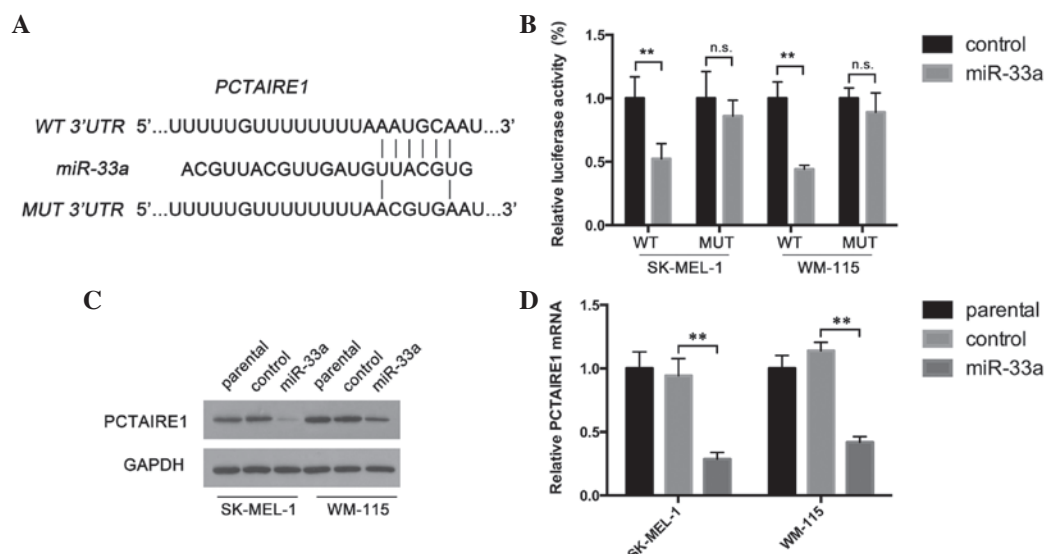 A
PCTAIRE1
WT 3'UTR 5'...UUUUUGUUUUUUUUUAAAUGCAAU...3'
miR-33a ACGUUACGUUGAUGUUACGUG
MUT 3'UTR 5'...UUUUUGUUUUUUUUUAACGUGAAU...3'
B
Relative luciferase activity (%)
1.5
1.0
0.5
0.0
** n.s. ** n.s.
WT MUT WT MUT
SK-MEL-1 WM-115
control
miR-33a
C
parental control miR-33a parental control miR-33a
PCTAIRE1
GAPDH
SK-MEL-1 WM-115
D
Relative PCTAIRE1 mRNA
1.5
1.0
0.5
0.0
** **
SK-MEL-1 WM-115
parental
control
miR-33a